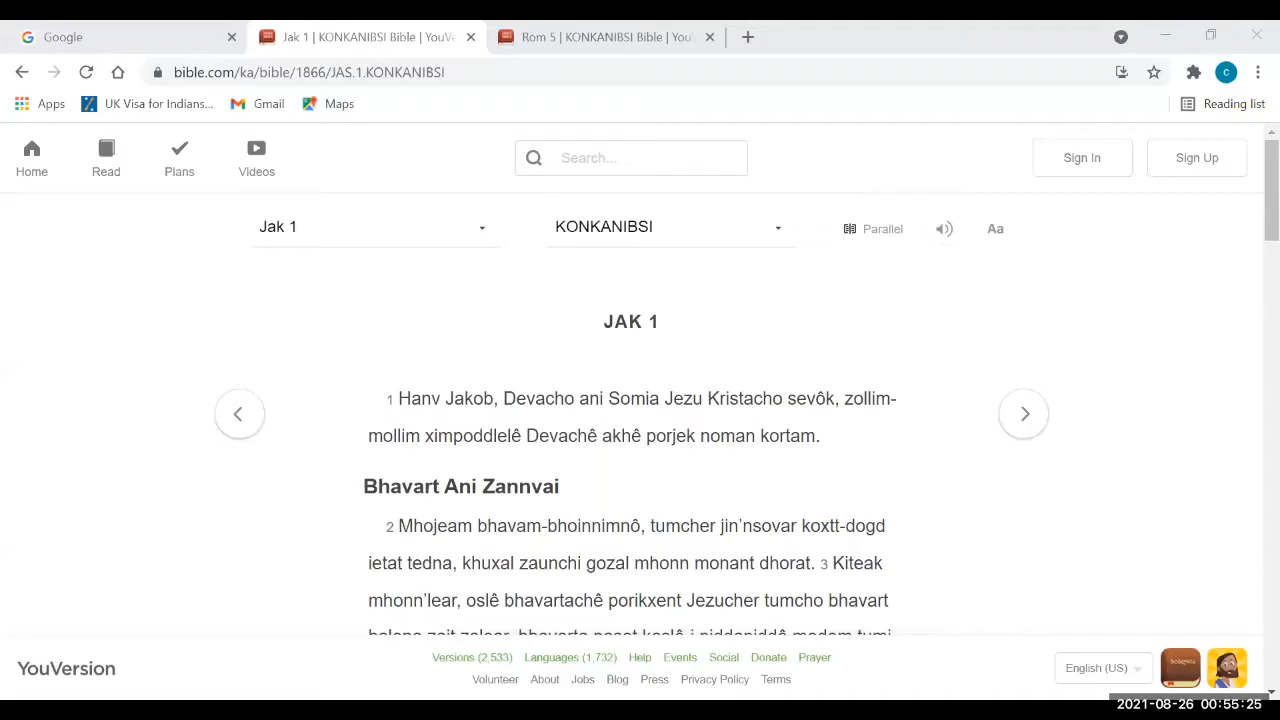 Google
Jak 1 | KONKANIBSI Bible | YouVe
Rom 5 | KONKANIBSI Bible | YouV
bible.com/ka/bible/1866/JAS.1.KONKANIBSI
c
Apps
UK Visa for Indians...
Gmail
Maps
Reading list
Home
Read
Plans
Videos
Search...
Sign In
Sign Up
Jak 1
KONKANIBSI
Parallel
Aa
JAK 1
1 Hanv Jakob, Devacho ani Somia Jezu Kristacho sevôk, zollim-
mollim ximpoddlelê Devachê akhê porjek noman kortam.
Bhavart Ani Zannvai
2 Mhojeam bhavam-bhoinnimnô, tumcher jin’nsovar koxtt-dogd
ietat tedna, khuxal zaunchi gozal mhonn monant dhorat. 3 Kiteak
mhonn’lear, oslê bhavartachê porikxent Jezucher tumcho bhavart
YouVersion
Versions (2,533) Languages (1,732) Help Events Social Donate Prayer
Volunteer About Jobs Blog Press Privacy Policy Terms
English (US)
2021-08-26 00:55:25